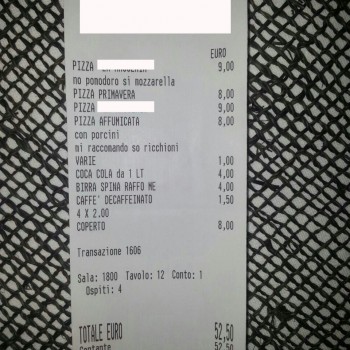 EURO
PIZZA 9,00
no pomodoro si mozzarella
PIZZA PRIMAVERA 8,00
PIZZA 9,00
PIZZA AFFUMICATA 8,00
con porcini
mi raccomando so ricchioni
VARIE 1,00
COCA COLA da 1 LT 4,00
BIRRA SPINA RAFFO ME 4,00
CAFFE' DECAFFEINATO 1,50
4 X 2.00
COPERTO 8,00
Transazione 1606
Sala: 1800 Tavolo: 12 Conto: 1
Ospiti: 4
TOTALE EURO 52,50
Contante 52,50